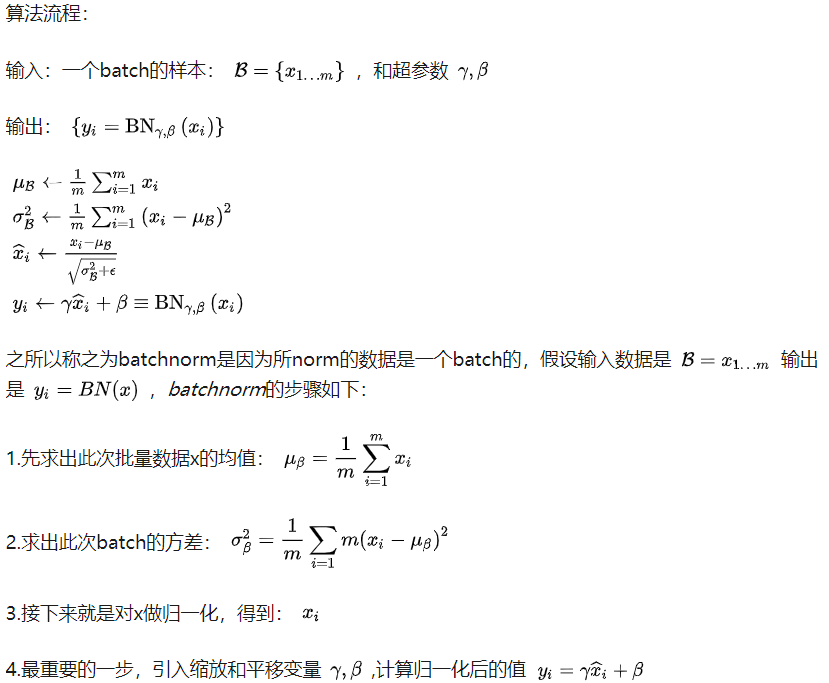 算法流程：
输入：一个batch的样本： $\mathcal{B} = \{x_{1 \ldots m}\}$ ，和超参数 $\gamma, \beta$
输出： $\{y_i = \mathrm{BN}_{\gamma,\beta}(x_i)\}$
$\mu_{\mathcal{B}} \leftarrow \frac{1}{m} \sum_{i=1}^{m} x_i$
$\sigma_{\mathcal{B}}^2 \leftarrow \frac{1}{m} \sum_{i=1}^{m} (x_i - \mu_{\mathcal{B}})^2$
$\widehat{x}_i \leftarrow \frac{x_i - \mu_{\mathcal{B}}}{\sqrt{\sigma_{\mathcal{B}}^2 + \epsilon}}$
$y_i \leftarrow \gamma \widehat{x}_i + \beta \equiv \mathrm{BN}_{\gamma,\beta}(x_i)$
之所以称之为batchnorm是因为所norm的数据是一个batch的，假设输入数据是 $\mathcal{B} = x_{1 \ldots m}$ 输出
是 $y_i = BN(x)$ ，batchnorm的步骤如下：
1.先求出此次批量数据x的均值： $\mu_\beta = \frac{1}{m} \sum_{i=1}^{m} x_i$
2.求出此次batch的方差： $\sigma_\beta^2 = \frac{1}{m} \sum_{i=1} m(x_i - \mu_\beta)^2$
3.接下来就是对x做归一化，得到： $x_i$
4.最重要的一步，引入缩放和平移变量 $\gamma, \beta$ ,计算归一化后的值 $y_i = \gamma \widehat{x}_i + \beta$